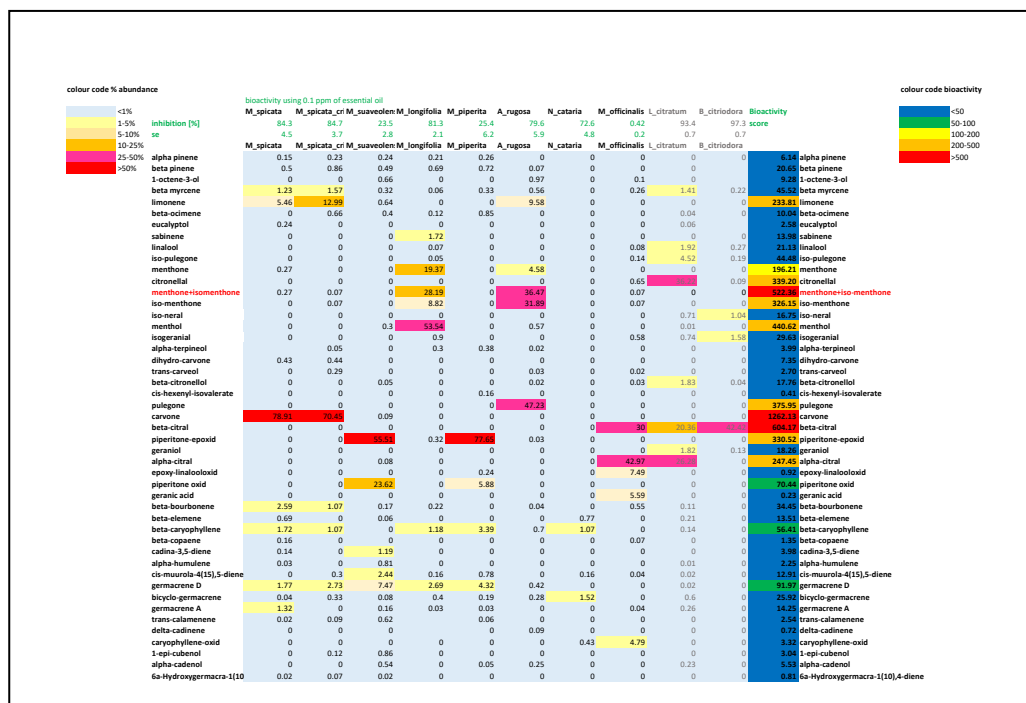 colour code % abundance colour code bioactivity
bioactivity using 0.1 ppm of essential oil
<1% M_spicata M_spicata_cri M_suaveolens M_longifolia M_piperita A_rugosa N_cataria M_officinalis L_citratum B_citriodora Bioactivity <50
1-5% inhibition [%] 84.3 84.7 23.5 81.3 25.4 79.6 72.6 0.42 93.4 97.3 score 50-100
5-10% se 4.5 3.7 2.8 2.1 6.2 5.9 4.8 0.2 0.7 0.7 100-200
10-25% M_spicata M_spicata_cri M_suaveolens M_longifolia M_piperita A_rugosa N_cataria M_officinalis L_citratum B_citriodora 200-500
25-50% alpha pinene 0.15 0.23 0.24 0.21 0.26 0 0 0 0 0 6.14 alpha pinene >500
>50% beta pinene 0.5 0.86 0.49 0.69 0.72 0.07 0 0 0 0 20.65 beta pinene
1-octene-3-ol 0 0 0.66 0 0 0.97 0 0.1 0 0 9.28 1-octene-3-ol
beta myrcene 1.23 1.57 0.32 0.06 0.33 0.56 0 0.26 1.41 0.22 45.52 beta myrcene
limonene 5.46 12.99 0.64 0 0 9.58 0 0 0 0 233.81 limonene
beta-ocimene 0 0.66 0.4 0.12 0.85 0 0 0 0.04 0 10.04 beta-ocimene
eucalyptol 0.24 0 0 0 0 0 0 0 0.06 0 2.58 eucalyptol
sabinene 0 0 0 1.72 0 0 0 0 0 0 13.98 sabinene
linalool 0 0 0 0.07 0 0 0 0.08 1.92 0.27 21.13 linalool
iso-pulegone 0 0 0 0.05 0 0 0 0.14 4.52 0.19 44.48 iso-pulegone
menthone 0.27 0 0 19.37 0 4.58 0 0 0 0 196.21 menthone
citronellal 0 0 0 0 0 0 0 0.65 0.09 339.20 citronellal
menthone+isomenthone 0.27 0.07 0 28.19 0 36.47 0 0.07 0 0 522.36 menthone+iso-menthone
iso-menthone 0 0.07 0 8.82 0 31.89 0 0.07 0 0 326.15 iso-menthone
iso-neral 0 0 0 0 0 0 0 0 0.71 1.04 16.75 iso-neral
menthol 0 0 0.3 53.54 0 0.57 0 0 0.01 0 440.62 menthol
isogeranial 0 0 0 0.9 0 0 0 0.58 0.74 1.58 29.63 isogeranial
alpha-terpineol 0 0.05 0 0.3 0.38 0.02 0 0 0 0 3.99 alpha-terpineol
dihydro-carvone 0.43 0.44 0 0 0 0 0 0 0 0 7.35 dihydro-carvone
trans-carveol 0 0.29 0 0 0 0.03 0 0.02 0 0 2.70 trans-carveol
beta-citronellol 0 0 0.05 0 0 0.02 0 0.03 1.83 0.04 17.76 beta-citronellol
cis-hexenyl-isovalerate 0 0 0 0 0.16 0 0 0 0 0 0.41 cis-hexenyl-isovalerate
pulegone 0 0 0 0 0 47.23 0 0 0 0 375.95 pulegone
carvone 78.91 70.45 0.09 0 0 0 0 0 0 0 1262.13 carvone
beta-citral 0 0 0 0 0 0 0 30 20.36 604.17 beta-citral
piperitone-epoxid 0 0 55.51 0.32 77.65 0.03 0 0 0 0 330.52 piperitone-epoxid
geraniol 0 0 0 0 0 0 0 0 1.82 0.13 18.26 geraniol
alpha-citral 0 0 0.08 0 0 0 0 42.97 0 247.45 alpha-citral
epoxy-linalooloxid 0 0 0 0 0.24 0 0 7.49 0 0 0.92 epoxy-linalooloxid
piperitone oxid 0 0 23.62 0 5.88 0 0 0 0 0 70.44 piperitone oxid
geranic acid 0 0 0 0 0 0 0 5.59 0 0 0.23 geranic acid
beta-bourbonene 2.59 1.07 0.17 0.22 0 0.04 0 0.55 0.11 0 34.45 beta-bourbonene
beta-elemene 0.69 0 0.06 0 0 0 0.77 0 0.21 0 13.51 beta-elemene
beta-caryophyllene 1.72 1.07 0 1.18 3.39 0.7 1.07 0 0.14 0 56.41 beta-caryophyllene
beta-copaene 0.16 0 0 0 0 0 0 0.07 0 0 1.35 beta-copaene
cadina-3,5-diene 0.14 0 1.19 0 0 0 0 0 0 0 3.98 cadina-3,5-diene
alpha-humulene 0.03 0 0.81 0 0 0 0 0 0.01 0 2.25 alpha-humulene
cis-muurola-4(15),5-diene 0 0.3 2.44 0.16 0.78 0 0.16 0.04 0.02 0 12.91 cis-muurola-4(15),5-diene
germacrene D 1.77 2.73 7.47 2.69 4.32 0.42 0 0 0.02 0 91.97 germacrene D
bicyclo-germacrene 0.04 0.33 0.08 0.4 0.19 0.28 1.52 0 0.6 0 25.92 bicyclo-germacrene
germacrene A 1.32 0 0.16 0.03 0.03 0 0 0.04 0.26 0 14.25 germacrene A
trans-calamenene 0.02 0.09 0.62 0 0.06 0 0 0 0 0 2.54 trans-calamenene
delta-cadinene 0 0 0 0 0 0.09 0 0 0 0 0.72 delta-cadinene
caryophyllene-oxid 0 0 0 0 0 0 0.43 4.79 0 0 3.32 caryophyllene-oxid
1-epi-cubenol 0 0.12 0.86 0 0 0 0 0 0 0 3.04 1-epi-cubenol
alpha-cadenol 0 0 0.54 0 0.05 0.25 0 0 0.23 0 5.53 alpha-cadenol
6a-Hydroxygermacra-1(10 0.02 0.07 0.02 0 0 0 0 0 0 0 0.81 6a-Hydroxygermacra-1(10),4-diene